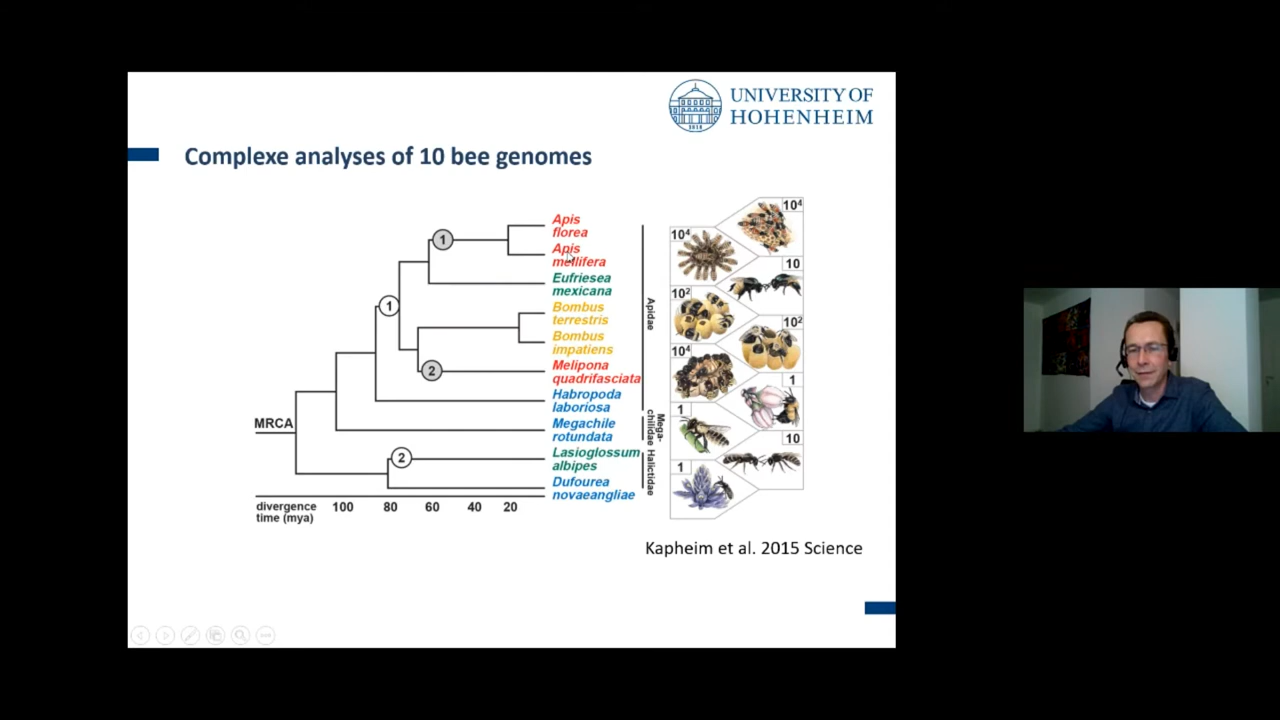 UNIVERSITY OF
HOHENHEIM
Complexe analyses of 10 bee genomes
Apis
florea
Apis
mellifera
Eufriesea
mexicana
Bombus
terrestris
Bombus
impatiens
Melipona
quadrifasciata
Habropoda
laboriosa
Megachile
rotundata
Lasioglossum
albipes
Dufourea
novaeangliae
1
1
2
2
MRCA
divergence
time (mya)
100
80
60
40
20
Apidae
Mega-
chilidae
Halictidae
10⁴
10⁴
10
10²
10²
10⁴
1
1
10
1
Kapheim et al. 2015 Science